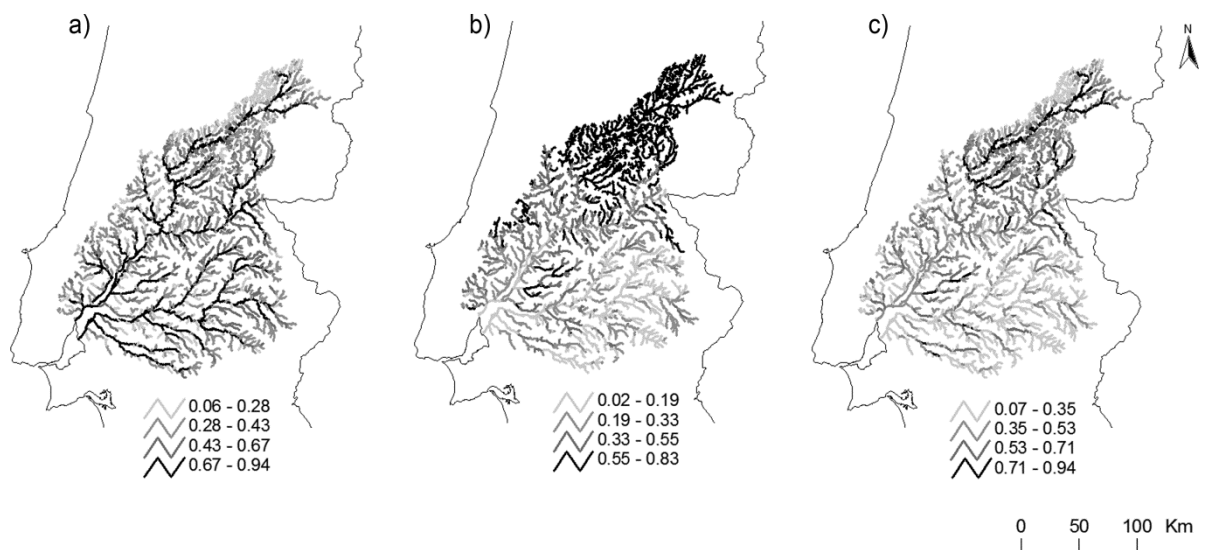 a)
b)
c)
N
0.06 - 0.28
0.28 - 0.43
0.43 - 0.67
0.67 - 0.94
0.02 - 0.19
0.19 - 0.33
0.33 - 0.55
0.55 - 0.83
0.07 - 0.35
0.35 - 0.53
0.53 - 0.71
0.71 - 0.94
0 50 100 Km